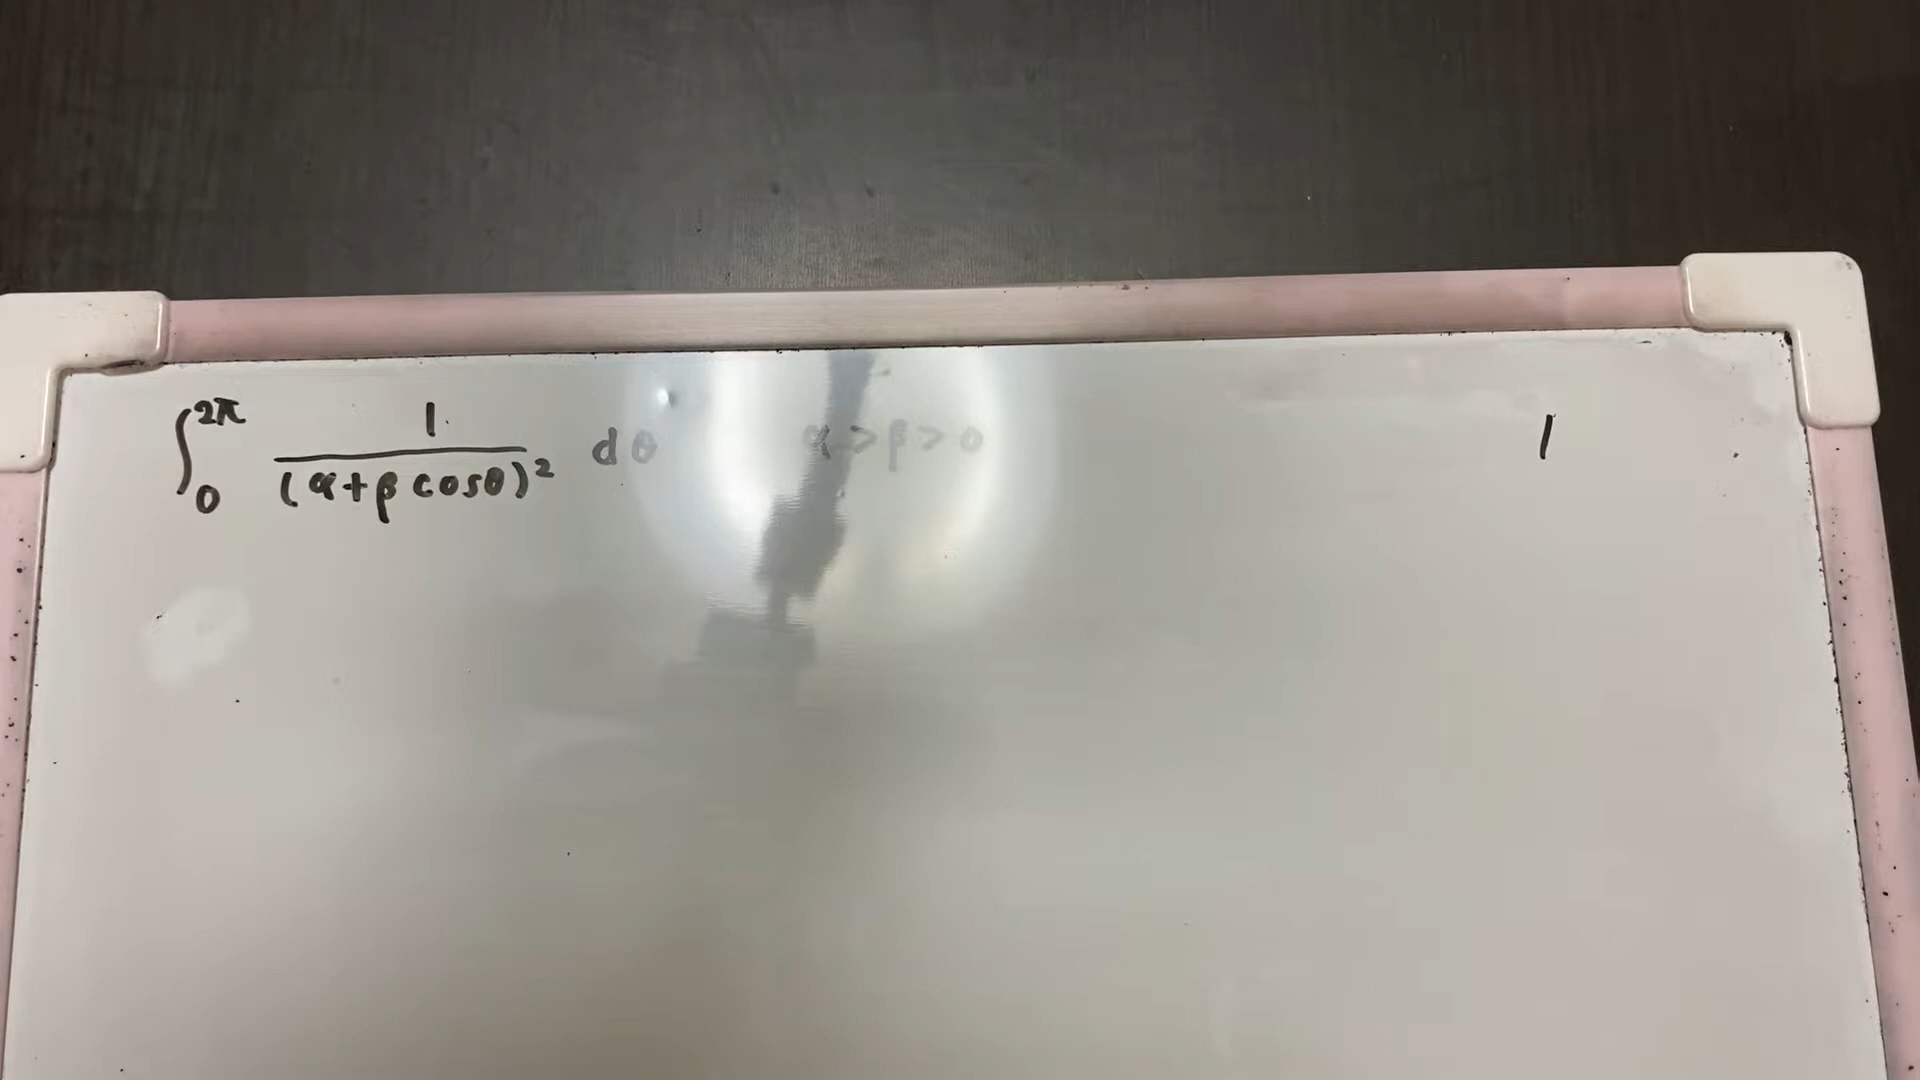 ∫₀^{2π} 1/(α+β cosθ)² dθ α>β>0 1